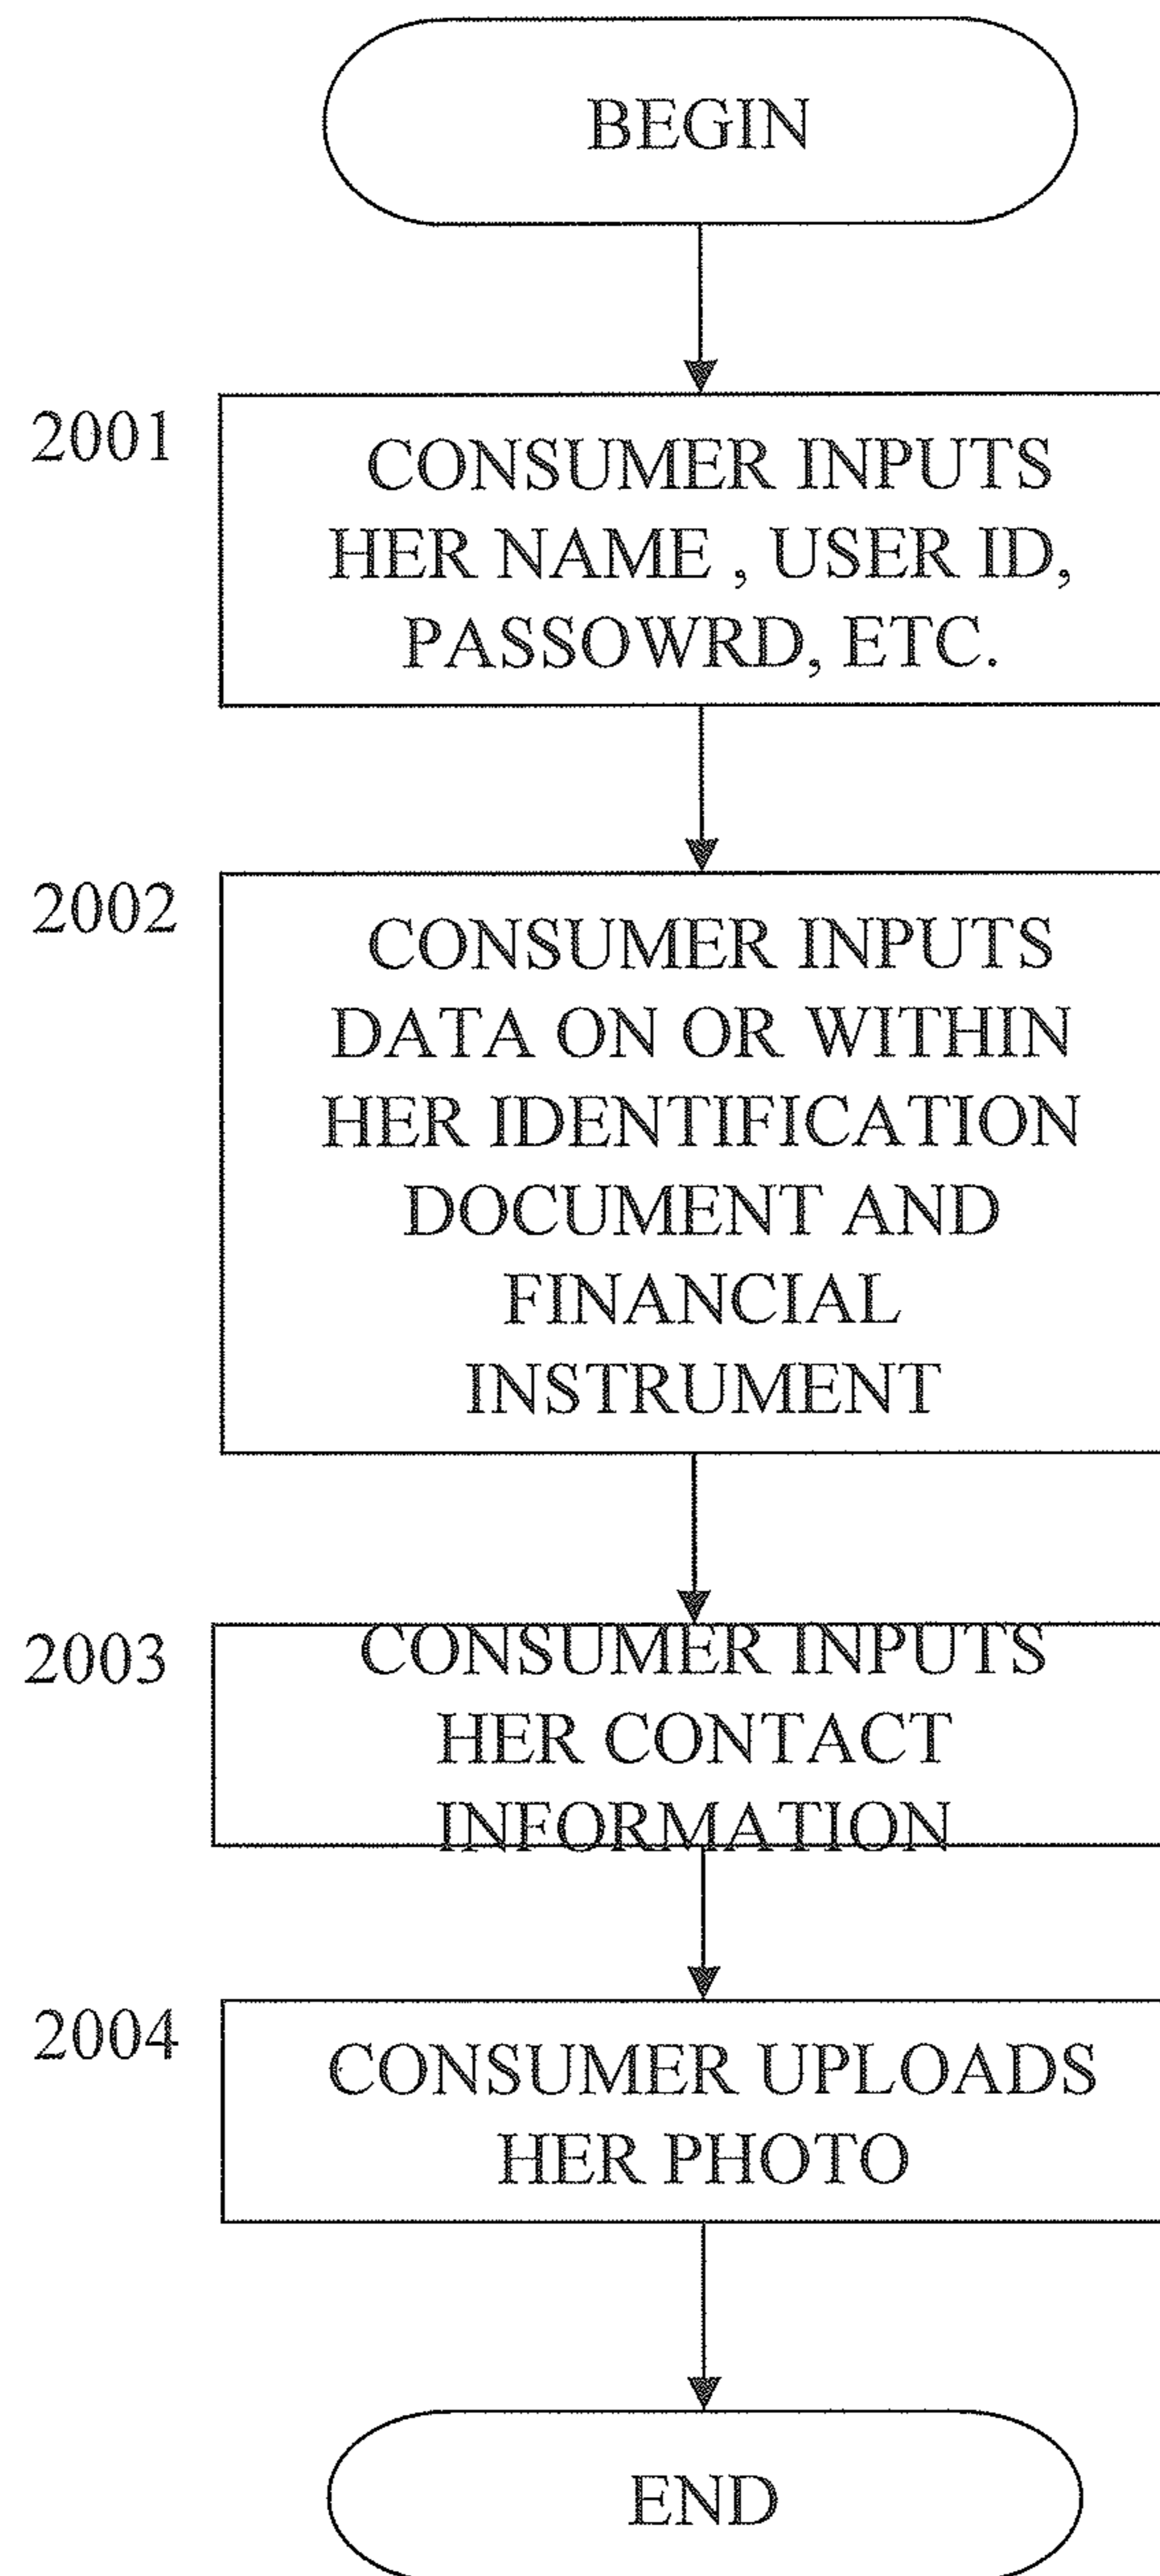 BEGIN
2001
CONSUMER INPUTS
HER NAME , USER ID,
PASSOWRD, ETC.
2002
CONSUMER INPUTS
DATA ON OR WITHIN
HER IDENTIFICATION
DOCUMENT AND
FINANCIAL
INSTRUMENT
2003
CONSUMER INPUTS
HER CONTACT
INFORMATION
2004
CONSUMER UPLOADS
HER PHOTO
END